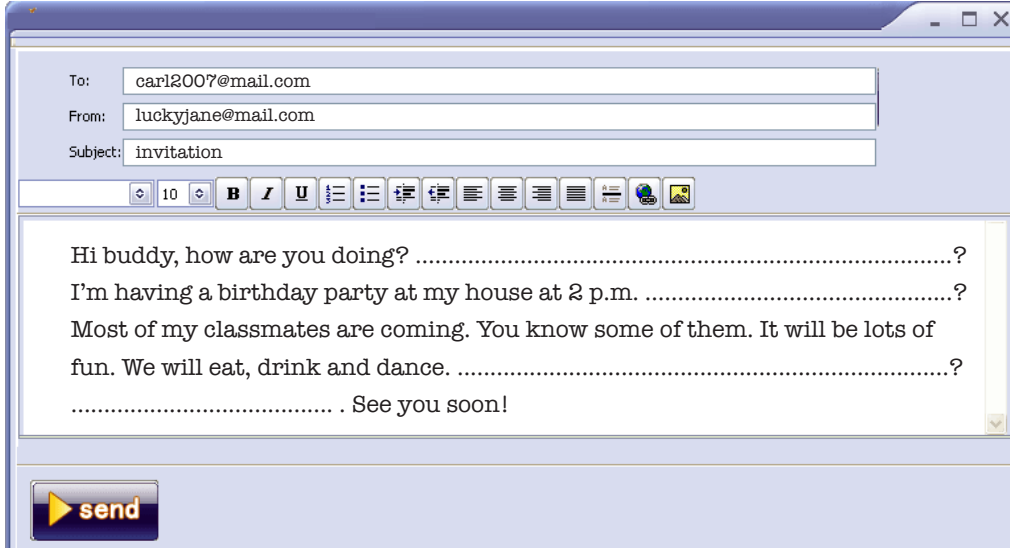 To: carl2007@mail.com
From: luckyjane@mail.com
Subject: invitation
10 B I U
Hi buddy, how are you doing? ................................................................................?
I'm having a birthday party at my house at 2 p.m. ..............................................?
Most of my classmates are coming. You know some of them. It will be lots of
fun. We will eat, drink and dance. .........................................................................?
....................................... . See you soon!
send